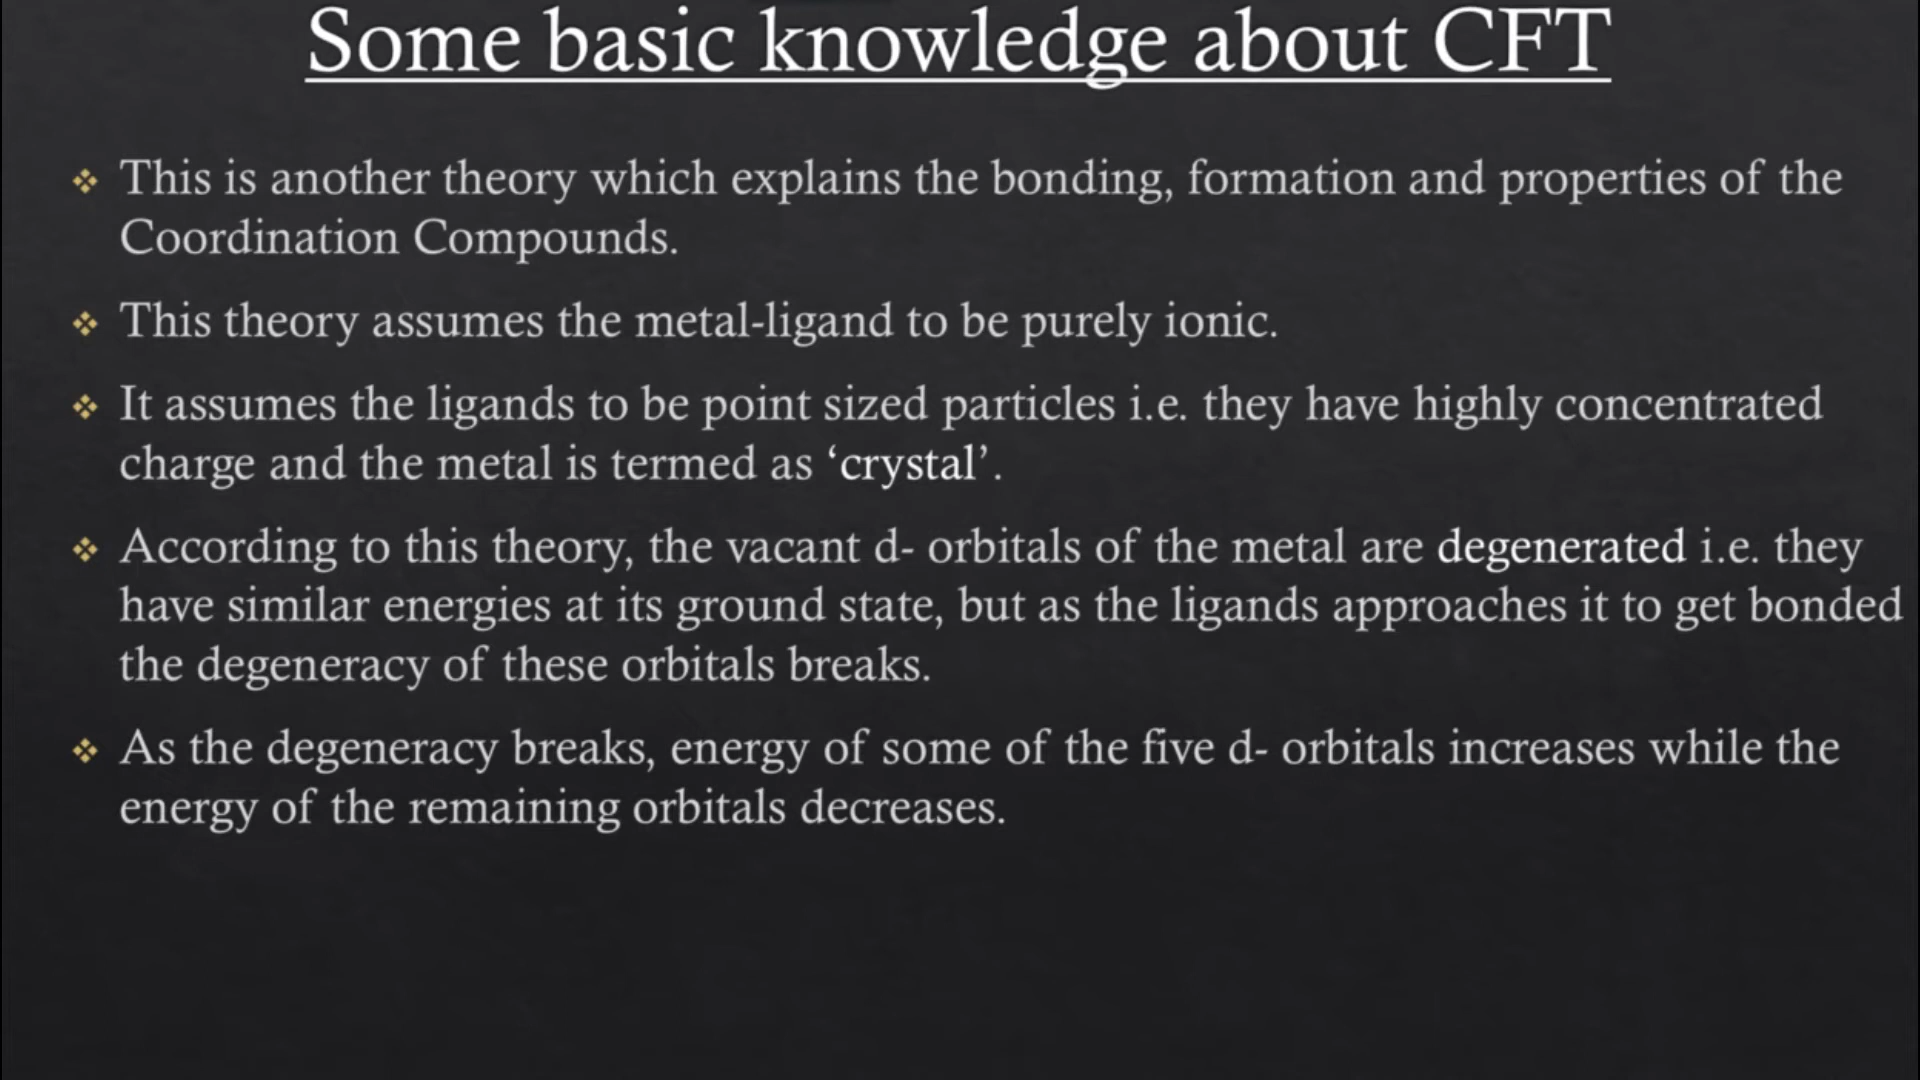 Some basic knowledge about CFT
❖ This is another theory which explains the bonding, formation and properties of the
Coordination Compounds.
❖ This theory assumes the metal-ligand to be purely ionic.
❖ It assumes the ligands to be point sized particles i.e. they have highly concentrated
charge and the metal is termed as ‘crystal’.
❖ According to this theory, the vacant d- orbitals of the metal are degenerated i.e. they
have similar energies at its ground state, but as the ligands approaches it to get bonded
the degeneracy of these orbitals breaks.
❖ As the degeneracy breaks, energy of some of the five d- orbitals increases while the
energy of the remaining orbitals decreases.